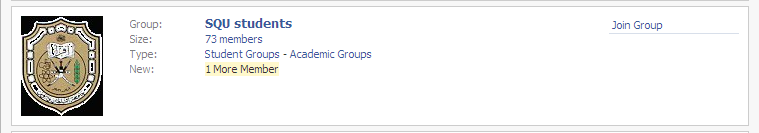 Group: SQU students
Join Group
Size: 73 members
Type: Student Groups - Academic Groups
New: 1 More Member